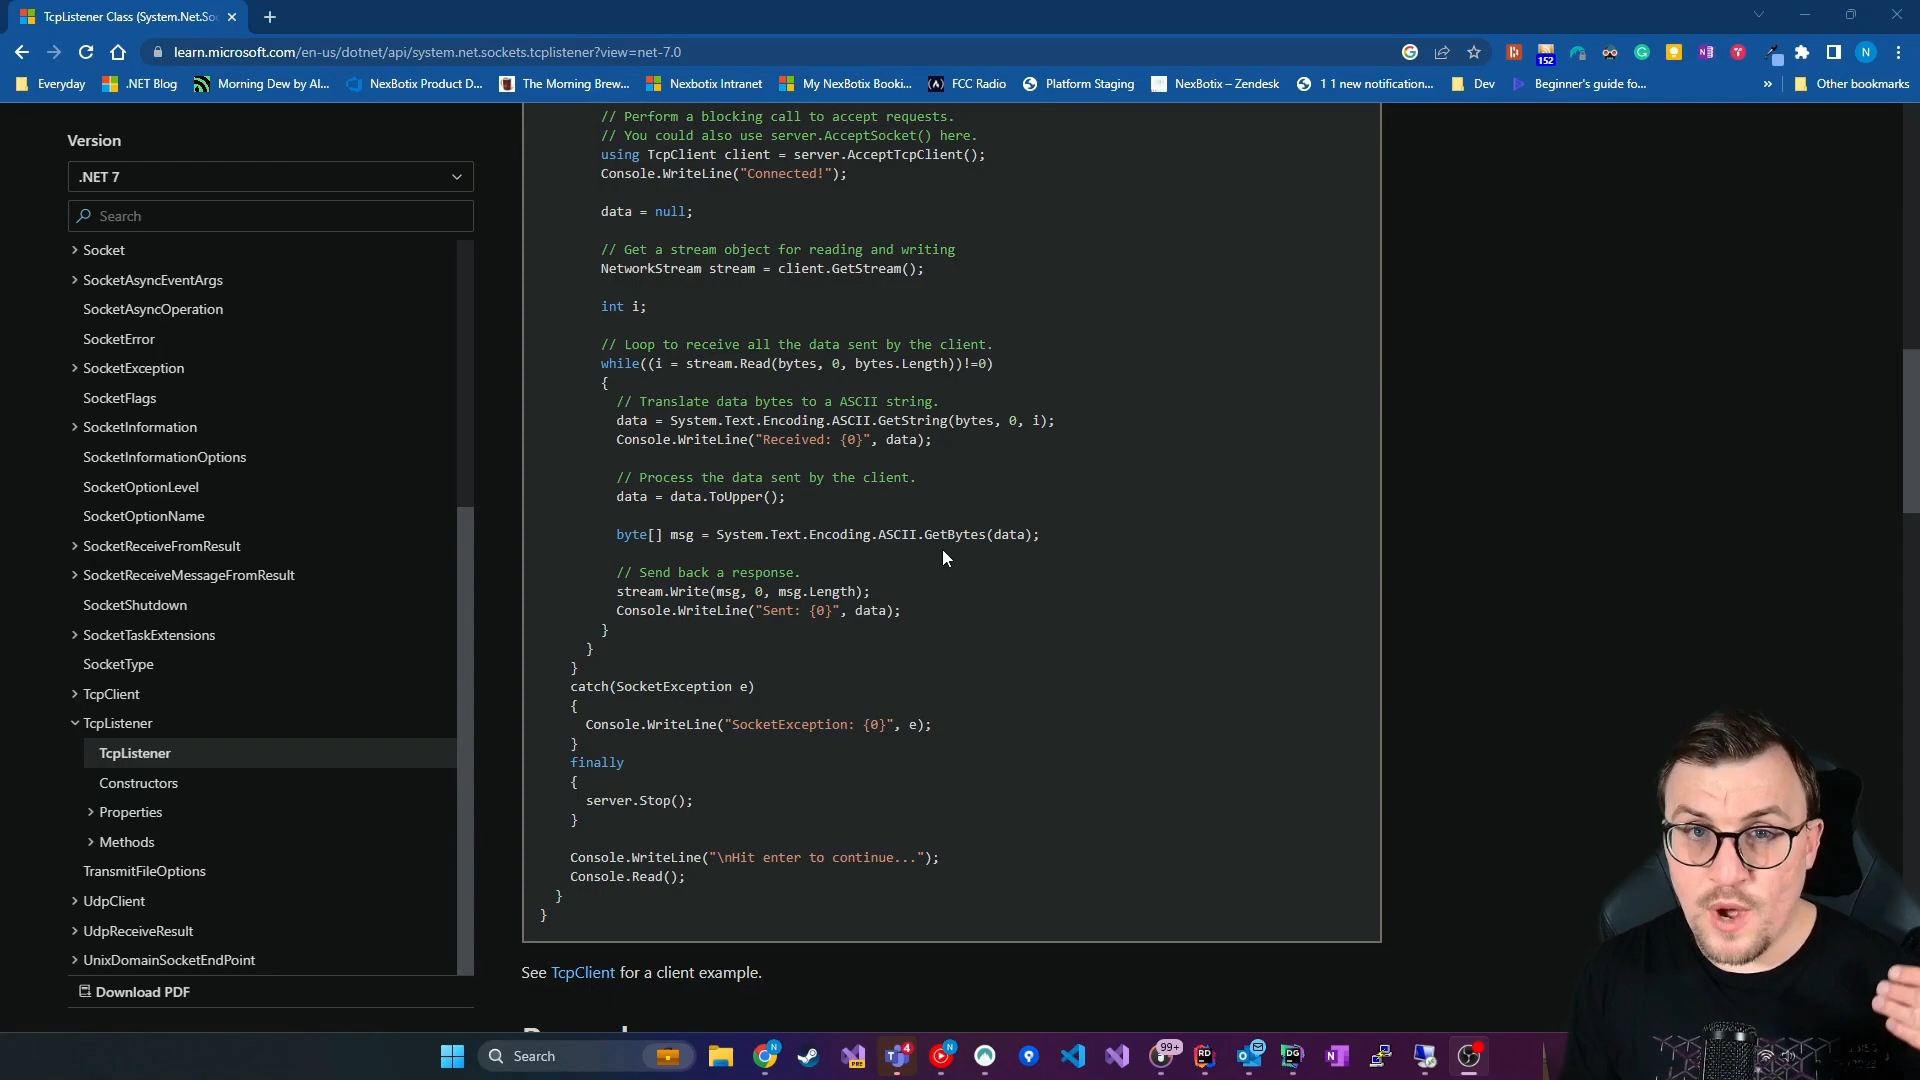 TcpListener Class (System.Net.So
learn.microsoft.com/en-us/dotnet/api/system.net.sockets.tcplistener?view=net-7.0
152
N
Everyday
.NET Blog
Morning Dew by Al...
NexBotix Product D...
The Morning Brew...
Nexbotix Intranet
My NexBotix Booki...
FCC Radio
Platform Staging
NexBotix – Zendesk
1 1 new notification...
Dev
Beginner's guide fo...
»
Other bookmarks
Version
.NET 7
Search
Socket
SocketAsyncEventArgs
SocketAsyncOperation
SocketError
SocketException
SocketFlags
SocketInformation
SocketInformationOptions
SocketOptionLevel
SocketOptionName
SocketReceiveFromResult
SocketReceiveMessageFromResult
SocketShutdown
SocketTaskExtensions
SocketType
TcpClient
TcpListener
TcpListener
Constructors
Properties
Methods
TransmitFileOptions
UdpClient
UdpReceiveResult
UnixDomainSocketEndPoint
Download PDF
// Perform a blocking call to accept requests.
// You could also use server.AcceptSocket() here.
using TcpClient client = server.AcceptTcpClient();
Console.WriteLine("Connected!");
data = null;
// Get a stream object for reading and writing
NetworkStream stream = client.GetStream();
int i;
// Loop to receive all the data sent by the client.
while((i = stream.Read(bytes, 0, bytes.Length))!=0)
{
// Translate data bytes to a ASCII string.
data = System.Text.Encoding.ASCII.GetString(bytes, 0, i);
Console.WriteLine("Received: {0}", data);
// Process the data sent by the client.
data = data.ToUpper();
byte[] msg = System.Text.Encoding.ASCII.GetBytes(data);
// Send back a response.
stream.Write(msg, 0, msg.Length);
Console.WriteLine("Sent: {0}", data);
}
}
}
catch(SocketException e)
{
Console.WriteLine("SocketException: {0}", e);
}
finally
{
server.Stop();
}
Console.WriteLine("\nHit enter to continue...");
Console.Read();
}
}
See TcpClient for a client example.
Search
PRE
4
N
99+
RD
DG